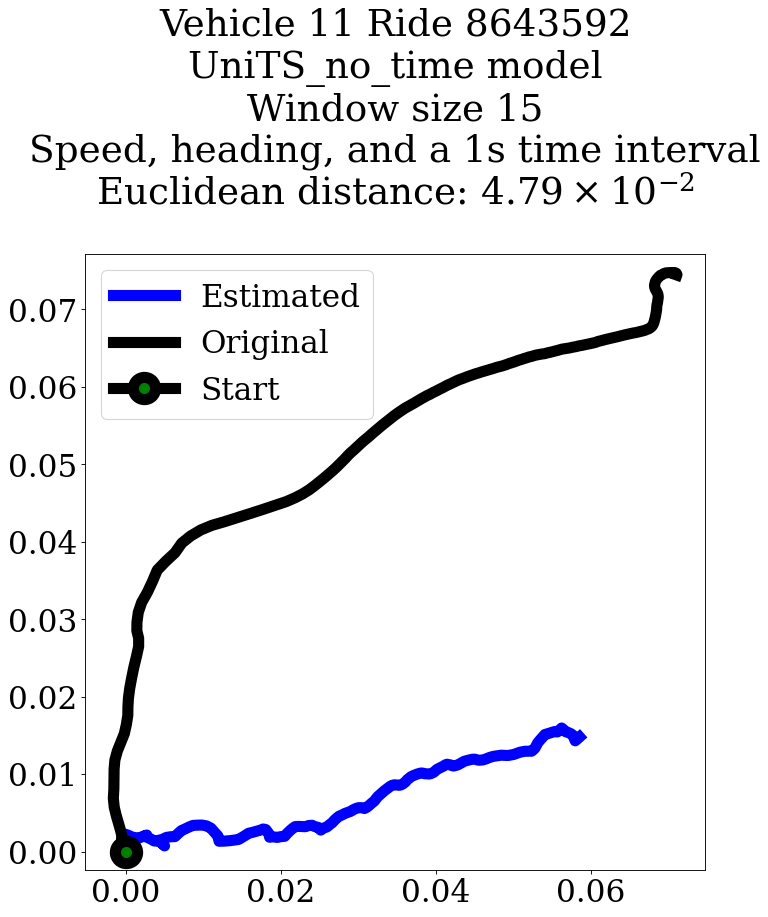 Vehicle 11 Ride 8643592
UniTS_no_time model
Window size 15
Speed, heading, and a 1s time interval
Euclidean distance: 4.79 × 10⁻²
Estimated
Original
Start
0.07
0.06
0.05
0.04
0.03
0.02
0.01
0.00
0.00 0.02 0.04 0.06